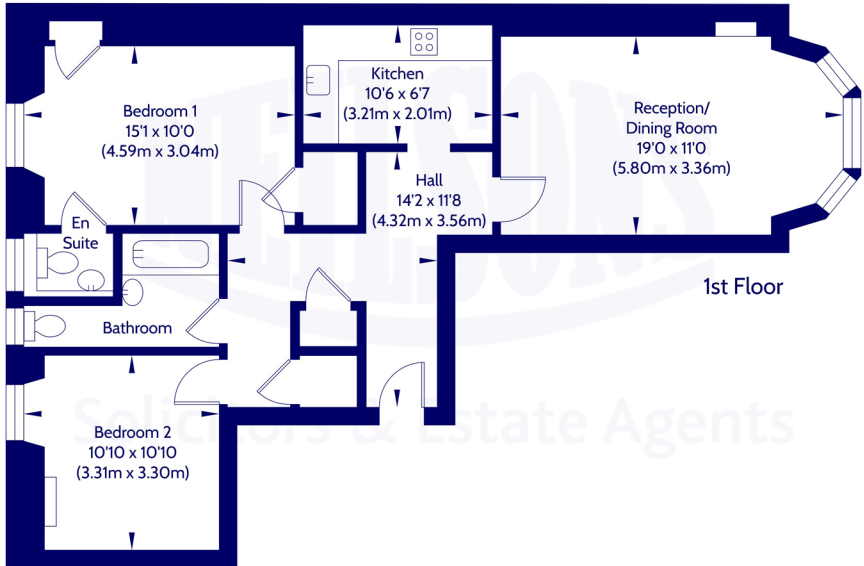 Kitchen
10'6 x 6'7
(3.21m x 2.01m)
Bedroom 1
15'1 x 10'0
(4.59m x 3.04m)
Reception/
Dining Room
19'0 x 11'0
(5.80m x 3.36m)
Hall
14'2 x 11'8
(4.32m x 3.56m)
En
Suite
1st Floor
Bathroom
Bedroom 2
10'10 x 10'10
(3.31m x 3.30m)
NEILSONS
Solicitors & Estate Agents